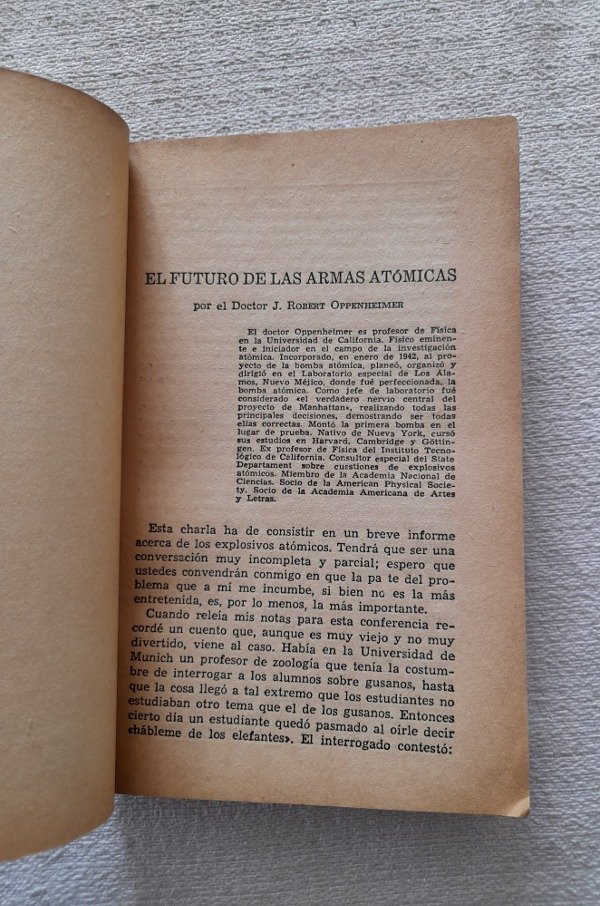 EL FUTURO DE LAS ARMAS ATÓMICAS
por el Doctor J. ROBERT OPPENHEIMER
El doctor Oppenheimer es profesor de Física
en la Universidad de California. Físico eminen-
te e iniciador en el campo de la investigación
atómica. Incorporado, en enero de 1942, al pro-
yecto de la bomba atómica, planeó, organizó y
dirigió en el Laboratorio especial de Los Ála-
mos, Nuevo Méjico, donde fué perfeccionada, la
bomba atómica. Como jefe de laboratorio fué
considerado «el verdadero nervio central del
proyecto de Manhattan», realizando todas las
principales decisiones, demostrando ser todas
ellas correctas. Montó la primera bomba en el
lugar de prueba. Nativo de Nueva York, cursó
sus estudios en Harvard, Cambridge y Göttin-
gen. Ex profesor de Física del Instituto Tecno-
lógico de California. Consultor especial del State
Departament sobre cuestiones de explosivos
atómicos. Miembro de la Academia Nacional de
Ciencias. Socio de la American Physical Socie-
ty. Socio de la Academia Americana de Artes
y Letras.
Esta charla ha de consistir en un breve informe
acerca de los explosivos atómicos. Tendrá que ser una
conversación muy incompleta y parcial; espero que
ustedes convendrán conmigo en que la pa te del pro-
blema que a mí me incumbe, si bien no es la más
entretenida, es, por lo menos, la más importante.
Cuando releía mis notas para esta conferencia re-
cordé un cuento que, aunque es muy viejo y no muy
divertido, viene al caso. Había en la Universidad de
Munich un profesor de zoología que tenía la costum-
bre de interrogar a los alumnos sobre gusanos, hasta
que la cosa llegó a tal extremo que los estudiantes no
estudiaban otro tema que el de los gusanos. Entonces
cierto día un estudiante quedó pasmado al oírle decir
«hábleme de los elefantes». El interrogado contestó: